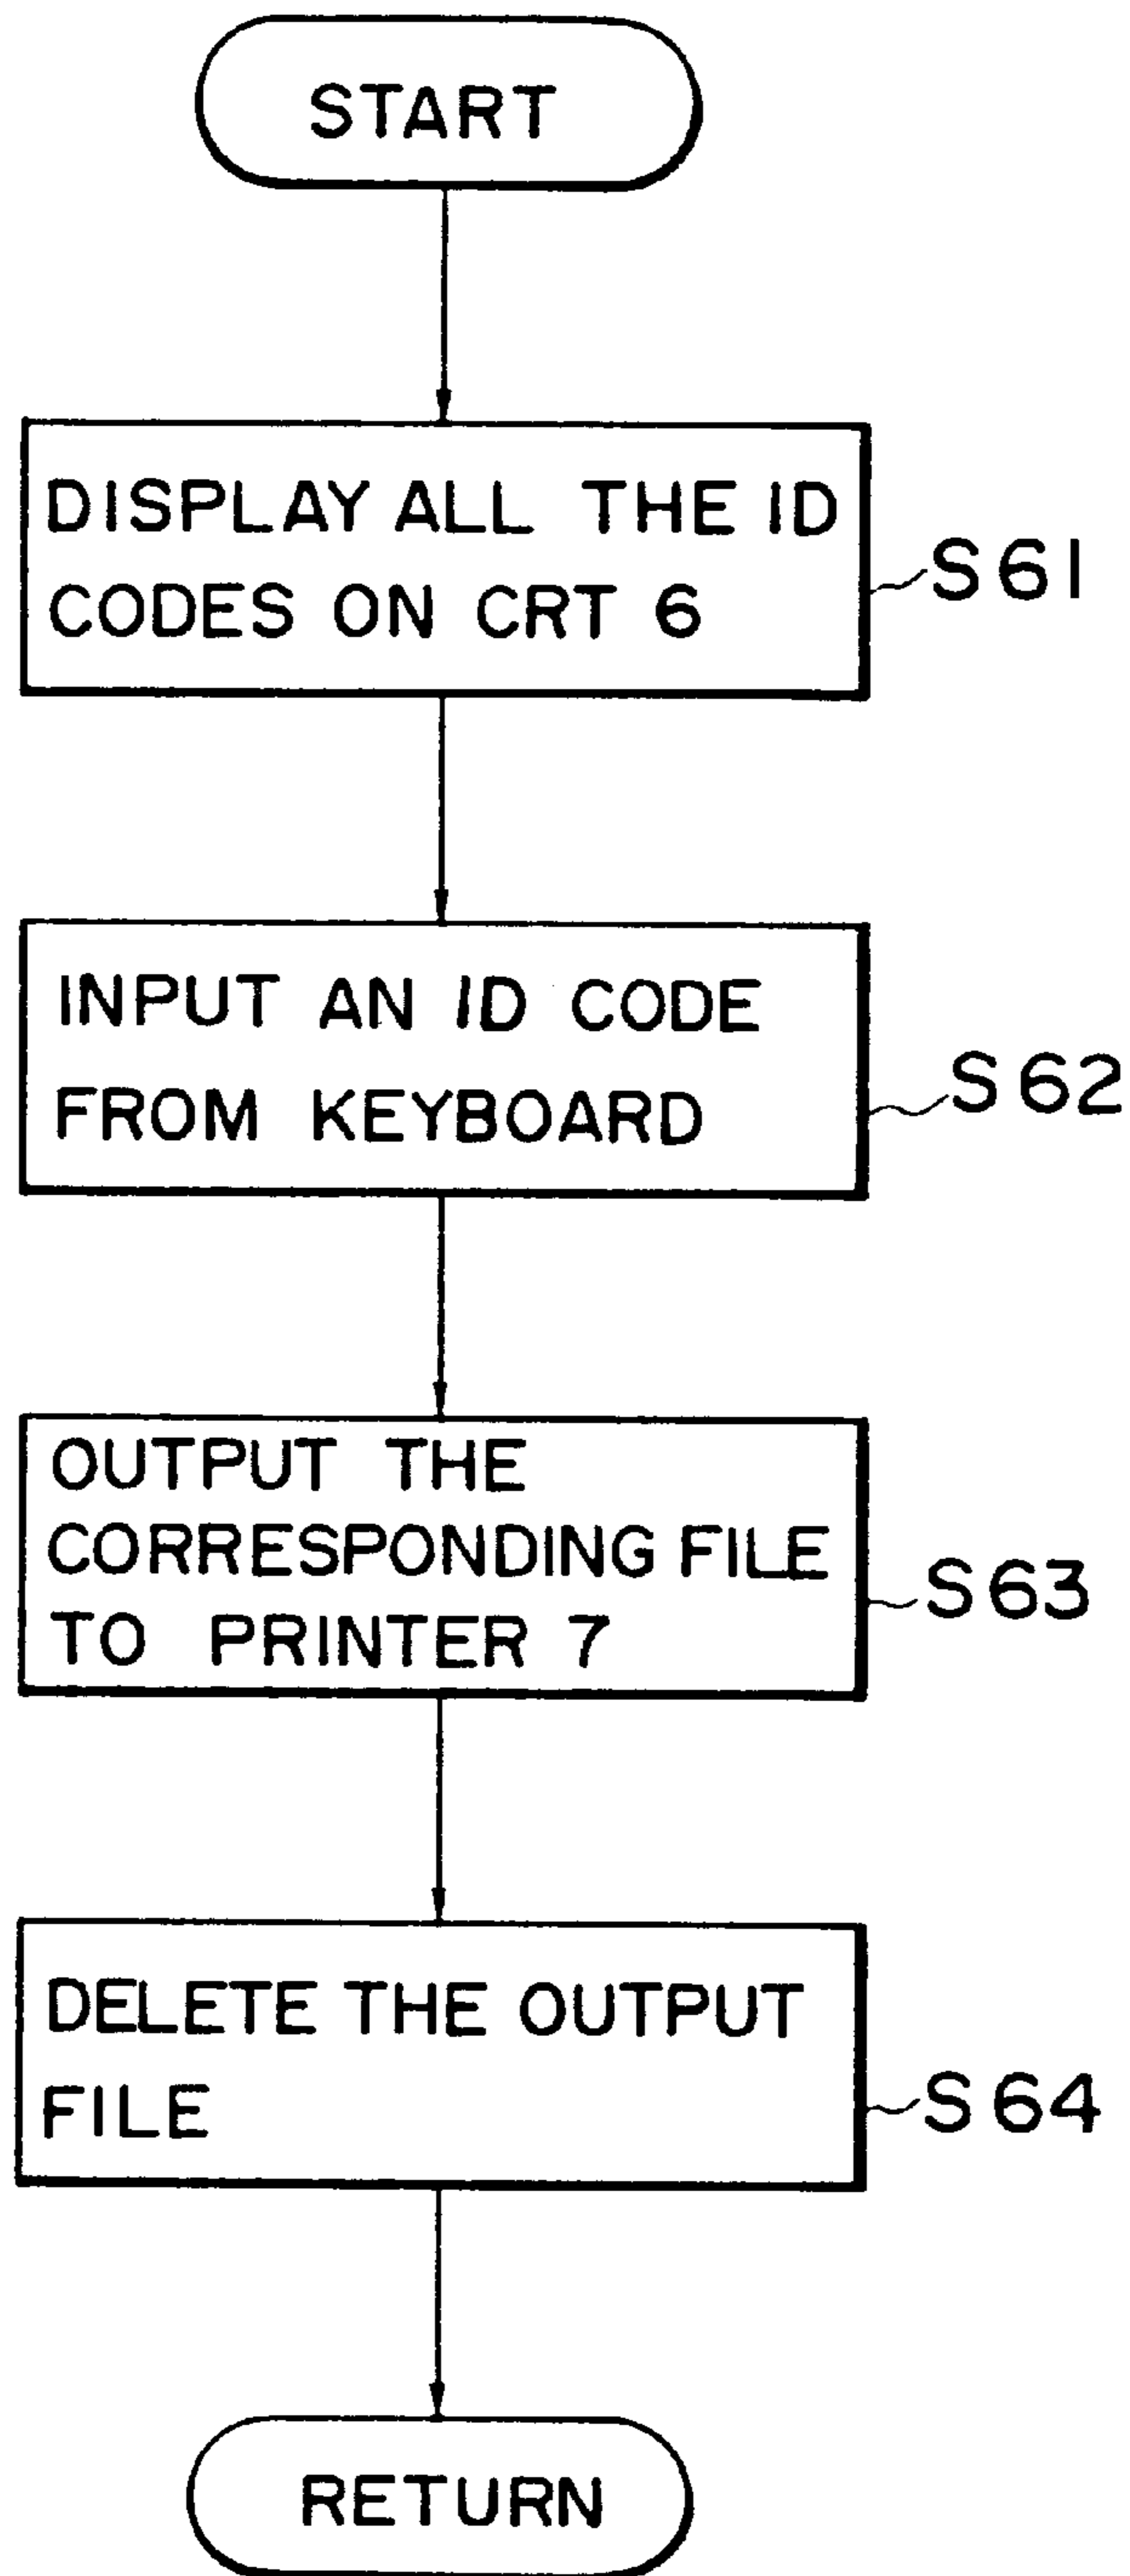 START
DISPLAY ALL THE ID
CODES ON CRT 6
S61
INPUT AN ID CODE
FROM KEYBOARD
S62
OUTPUT THE
CORRESPONDING FILE
TO PRINTER 7
S63
DELETE THE OUTPUT
FILE
S64
RETURN